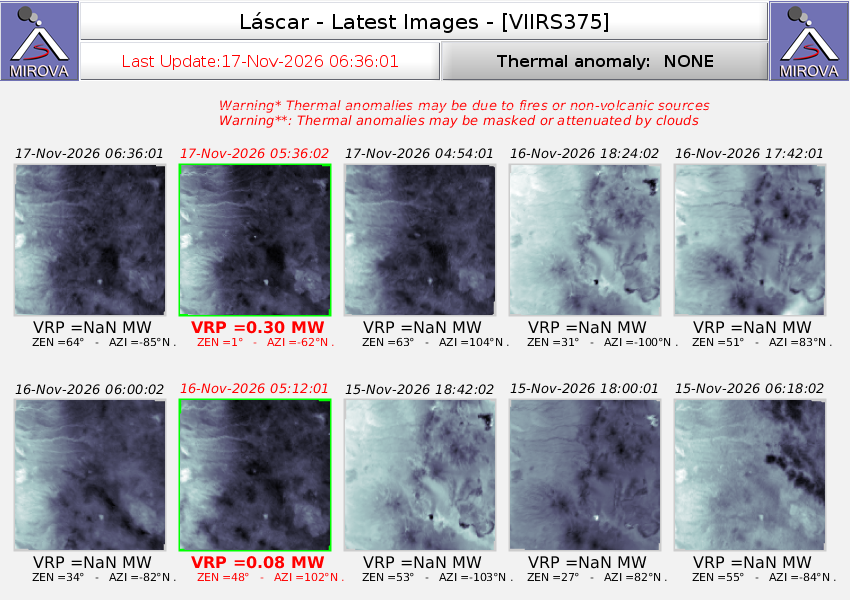 Láscar - Latest Images - [VIIRS375]
MIROVA
Last Update:17-Nov-2026 06:36:01
Thermal anomaly: NONE
MIROVA
Warning* Thermal anomalies may be due to fires or non-volcanic sources
Warning**: Thermal anomalies may be masked or attenuated by clouds
17-Nov-2026 06:36:01 17-Nov-2026 05:36:02 17-Nov-2026 04:54:01 16-Nov-2026 18:24:02 16-Nov-2026 17:42:01
VRP =NaN MW VRP =0.30 MW VRP =NaN MW VRP =NaN MW VRP =NaN MW
ZEN =64° - AZI =-85°N . ZEN =1° - AZI =-62°N . ZEN =63° - AZI =104°N . ZEN =31° - AZI =-100°N . ZEN =51° - AZI =83°N .
16-Nov-2026 06:00:02 16-Nov-2026 05:12:01 15-Nov-2026 18:42:02 15-Nov-2026 18:00:01 15-Nov-2026 06:18:02
VRP =NaN MW VRP =0.08 MW VRP =NaN MW VRP =NaN MW VRP =NaN MW
ZEN =34° - AZI =-82°N . ZEN =48° - AZI =102°N . ZEN =53° - AZI =-103°N . ZEN =27° - AZI =82°N . ZEN =55° - AZI =-84°N .